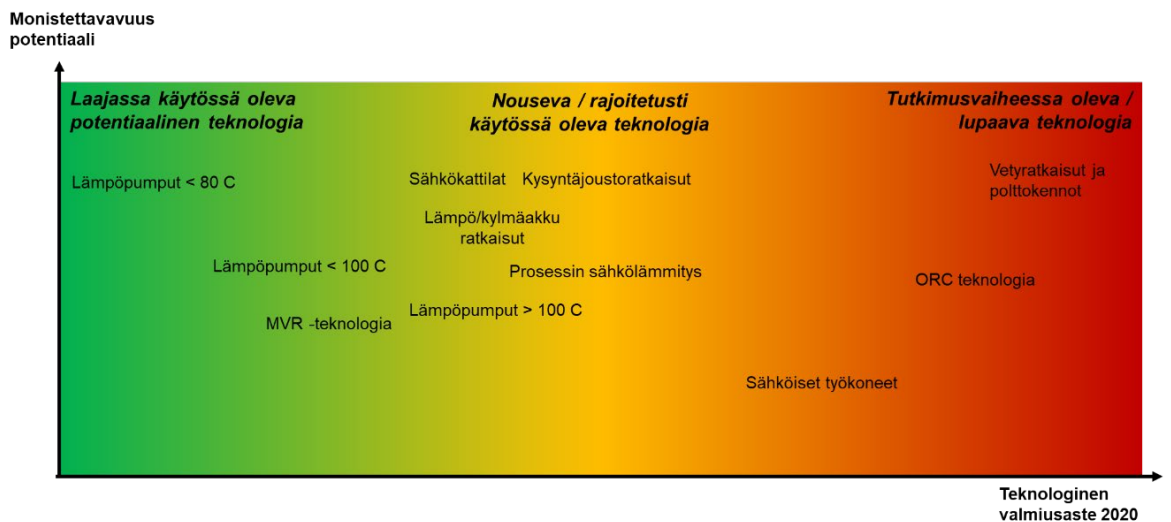 Monistettavavuus
potentiaali
Laajassa käytössä oleva
potentiaalinen teknologia
Nouseva / rajoitetusti
käytössä oleva teknologia
Tutkimusvaiheessa oleva /
lupaava teknologia
Lämpöpumput < 80 C
Sähkökattilat
Kysyntäjoustoratkaisut
Vetyratkaisut ja
polttokennot
Lämpö/kylmäakku
ratkaisut
Lämpöpumput < 100 C
Prosessin sähkölämmitys
ORC teknologia
Lämpöpumput > 100 C
MVR -teknologia
Sähköiset työkoneet
Teknologinen
valmiusaste 2020